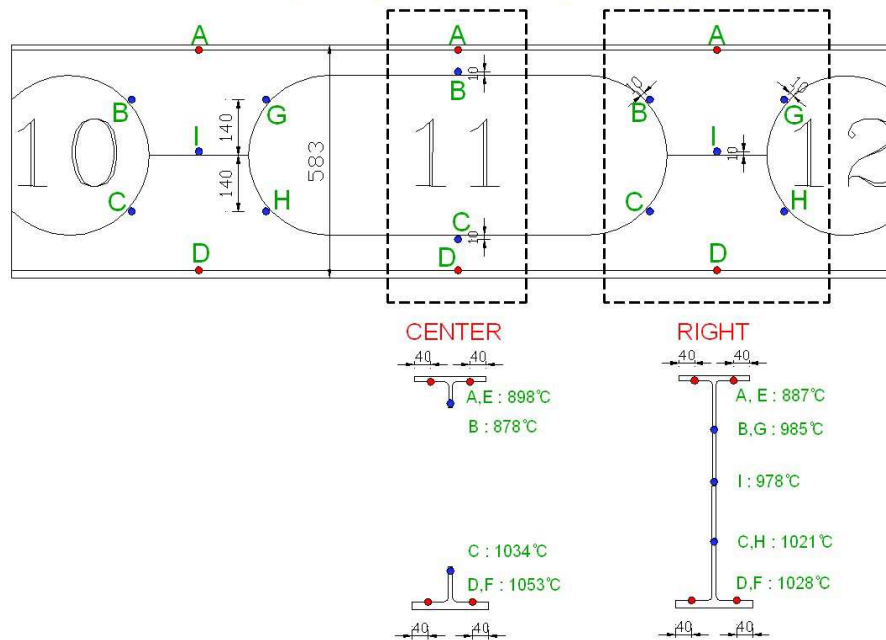 A A A
10 B 10 10
B G B G
10 140 I 11 I 10 12
140 583
C H C C H
10
D D D
CENTER RIGHT
40 40 40 40
A,E : 898℃ A, E : 887℃
B : 878℃ B,G : 985℃
I : 978℃
C : 1034℃ C,H : 1021℃
D,F : 1053℃ D,F : 1028℃
40 40 40 40